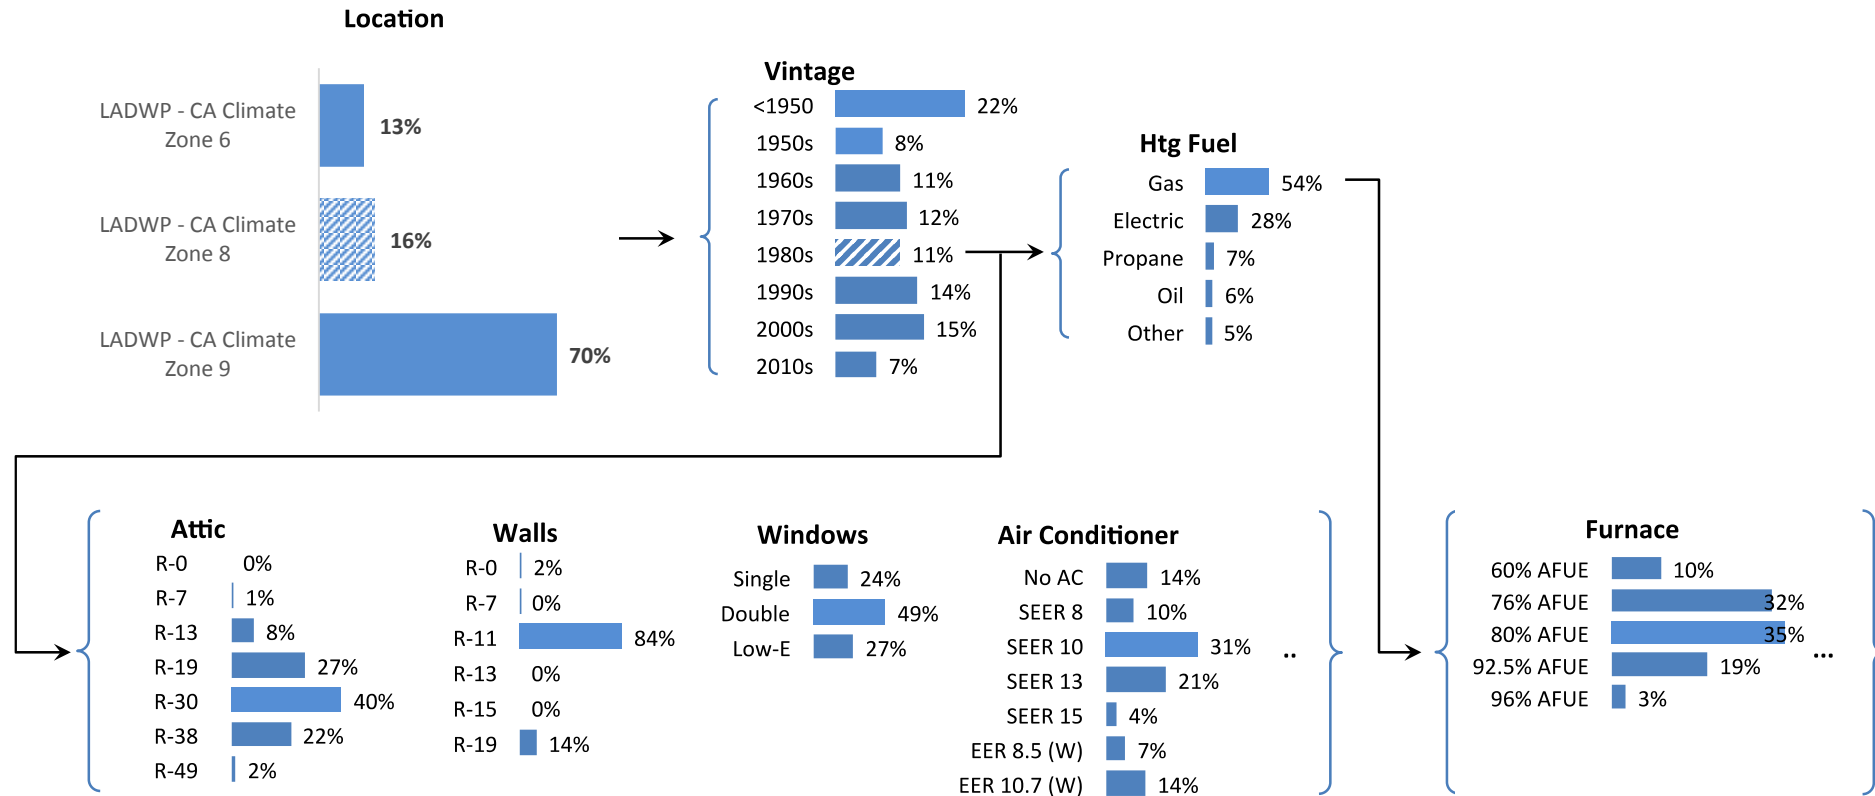 Location
LADWP - CA Climate
Zone 6
13%
LADWP - CA Climate
Zone 8
16%
LADWP - CA Climate
Zone 9
70%
Vintage
<1950 22%
1950s 8%
1960s 11%
1970s 12%
1980s 11%
1990s 14%
2000s 15%
2010s 7%
Htg Fuel
Gas 54%
Electric 28%
Propane 7%
Oil 6%
Other 5%
Attic
R-0 0%
R-7 1%
R-13 8%
R-19 27%
R-30 40%
R-38 22%
R-49 2%
Walls
R-0 2%
R-7 0%
R-11 84%
R-13 0%
R-15 0%
R-19 14%
Windows
Single 24%
Double 49%
Low-E 27%
Air Conditioner
No AC 14%
SEER 8 10%
SEER 10 31%
SEER 13 21%
SEER 15 4%
EER 8.5 (W) 7%
EER 10.7 (W) 14%
..
Furnace
60% AFUE 10%
76% AFUE 32%
80% AFUE 35%
92.5% AFUE 19%
96% AFUE 3%
...